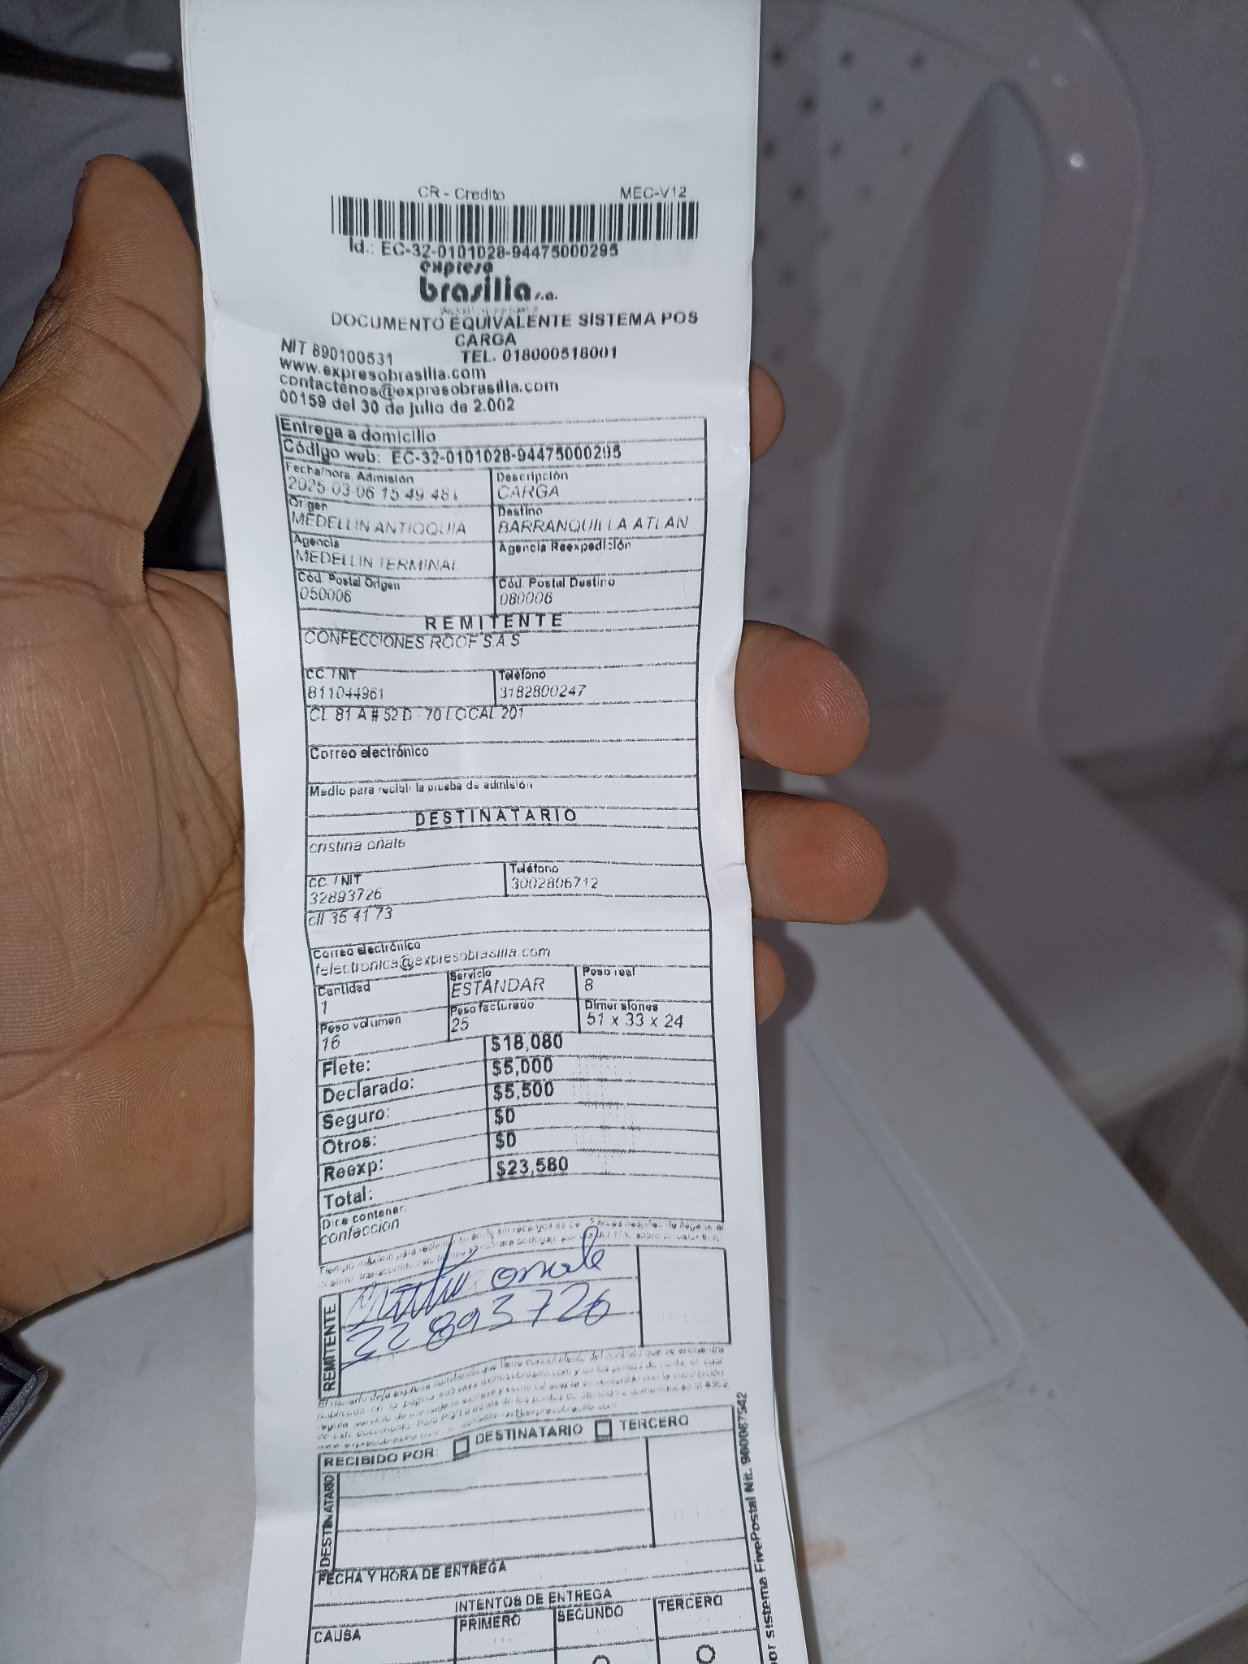 CR - Credito MEC-V12
Id.: EC-32-0101028-94475000295
expreso
brasilia s.a.
DOCUMENTO EQUIVALENTE SISTEMA POS
CARGA
NIT 890100531 TEL. 018000518001
www.expresobrasilia.com
contactenos@expresobrasilia.com
00159 del 30 de julio de 2.002
Entrega a domicilio
Código web: EC-32-0101028-94475000295
Fecha/hora Admisión Descripción
2025-03-06 15:49:48 CARGA
Origen Destino
MEDELLIN ANTIOQUIA BARRANQUILLA ATLAN
Agencia Agencia Reexpedición
MEDELLIN TERMINAL
Cód. Postal Origen Cód. Postal Destino
050006 080006
REMITENTE
CONFECCIONES ROOF S.A.S
CC. / NIT Teléfono
811044961 3182800247
CL 81 A # 52 D - 70 LOCAL 201
Correo electrónico
Medio para recibir la prueba de admisión
DESTINATARIO
cristina oñate
CC. / NIT Teléfono
32893726 3002806712
cll 35 41 73
Correo electrónico
felectronica@expresobrasilia.com
Cantidad Servicio Peso real
1 ESTANDAR 8
Peso volumen Peso facturado Dimensiones
16 25 51 x 33 x 24
Flete: $18,080
Declarado: $5,000
Seguro: $5,500
Otros: $0
Reexp: $0
Total: $23,580
Dice contener:
confeccion
REMITENTE
onate
32893726
RECIBIDO POR: DESTINATARIO TERCERO
DESTINATARIO
FECHA Y HORA DE ENTREGA
INTENTOS DE ENTREGA
CAUSA PRIMERO SEGUNDO TERCERO
por sistema FivePostal Nit. 900087542